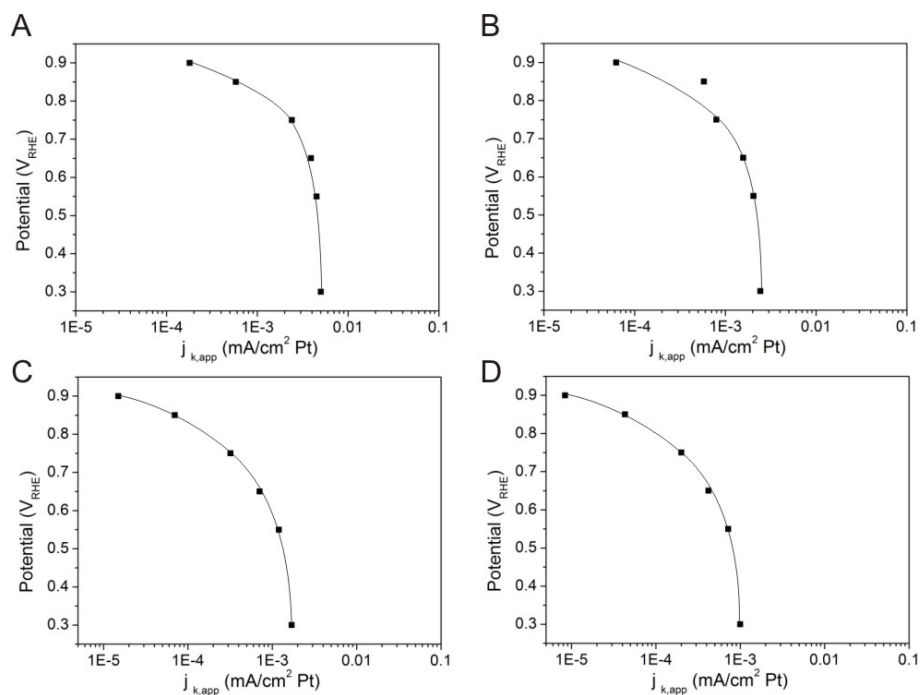 A
0.9
0.8
0.7
0.6
0.5
0.4
0.3
Potential (V_RHE)
1E-5 1E-4 1E-3 0.01 0.1
j k,app (mA/cm² Pt)
B
0.9
0.8
0.7
0.6
0.5
0.4
0.3
Potential (V_RHE)
1E-5 1E-4 1E-3 0.01 0.1
j k,app (mA/cm² Pt)
C
0.9
0.8
0.7
0.6
0.5
0.4
0.3
Potential (V_RHE)
1E-5 1E-4 1E-3 0.01 0.1
j k,app (mA/cm² Pt)
D
0.9
0.8
0.7
0.6
0.5
0.4
0.3
Potential (V_RHE)
1E-5 1E-4 1E-3 0.01 0.1
j k,app (mA/cm² Pt)